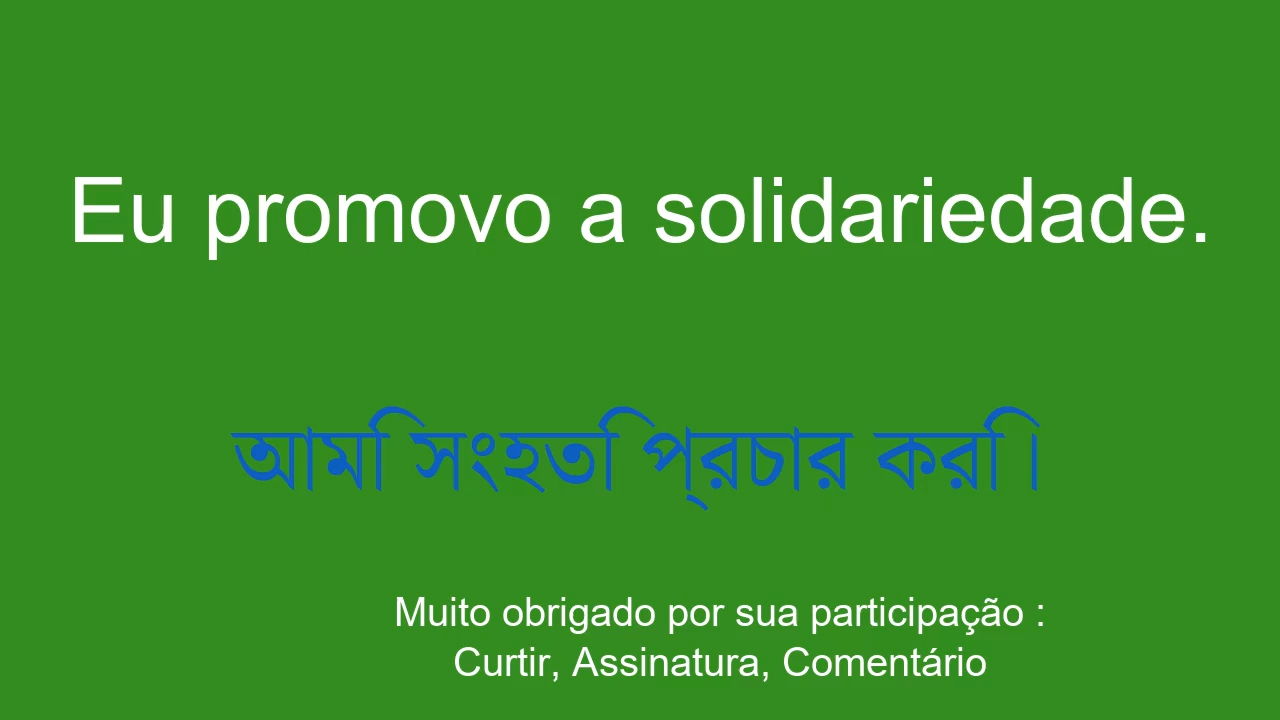 Eu promovo a solidariedade.
আমি সংহতি প্রচার করি।
Muito obrigado por sua participação :
Curtir, Assinatura, Comentário